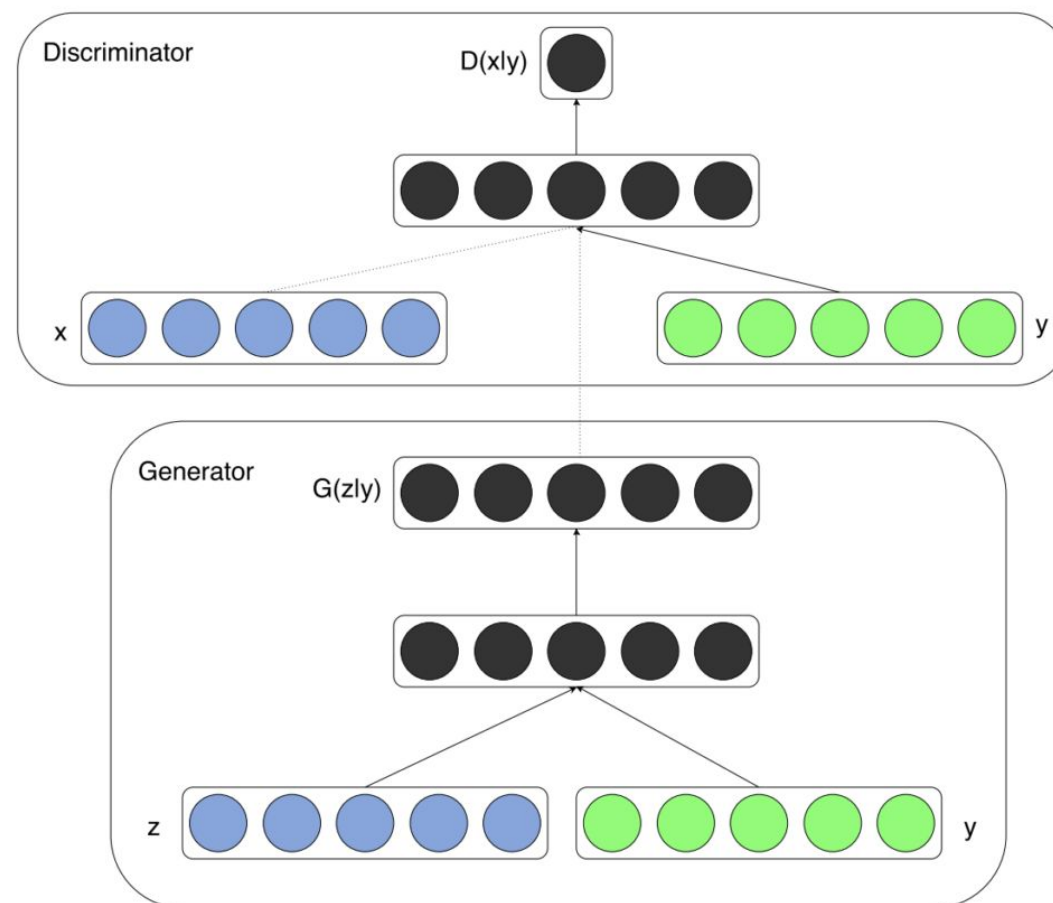 Discriminator
D(x|y)
x
y
Generator
G(z|y)
z
y